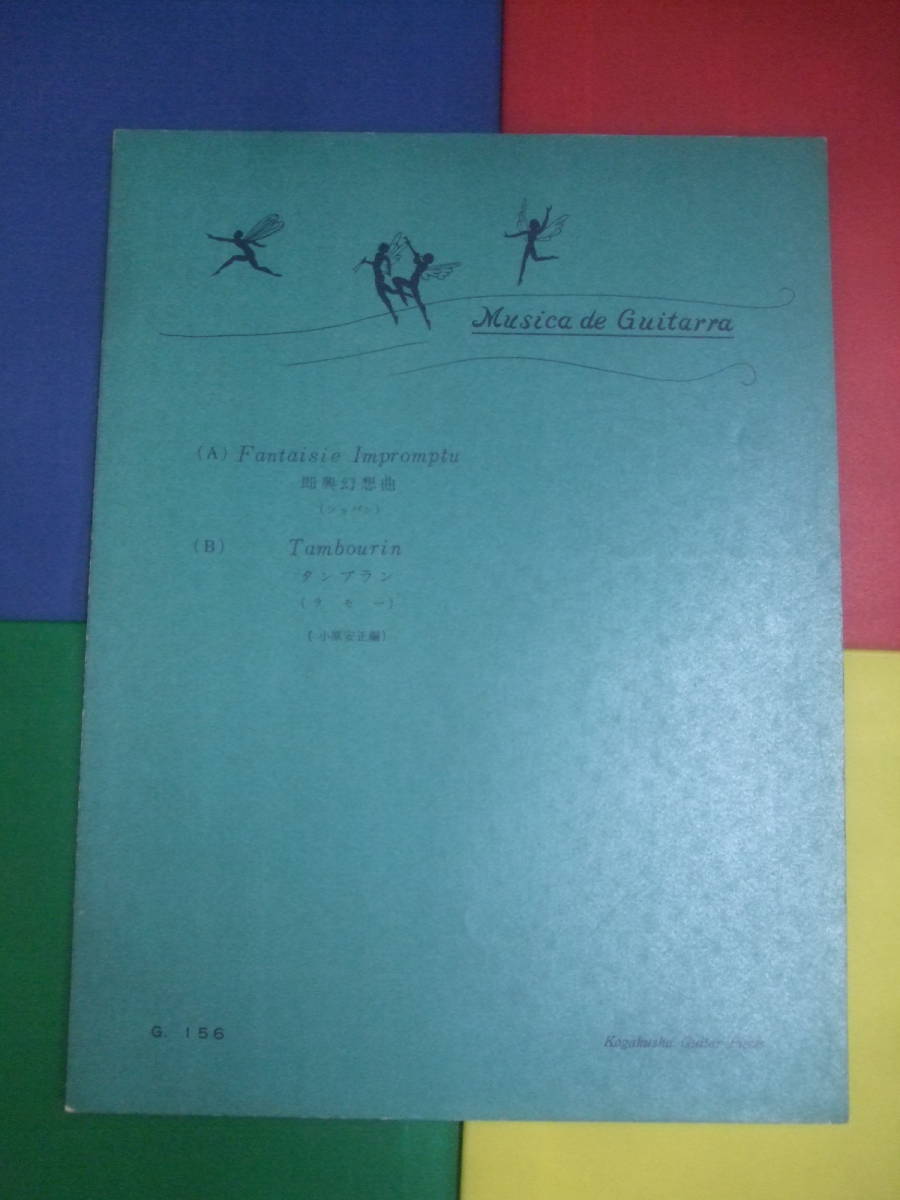 Musica de Guitarra
(A) Fantaisie Impromptu
即興幻想曲
(ショパン)
(B) Tambourin
タンブラン
(ラモー)
(小原安正編)
G. 156
Kogakusha Guitar Pieces